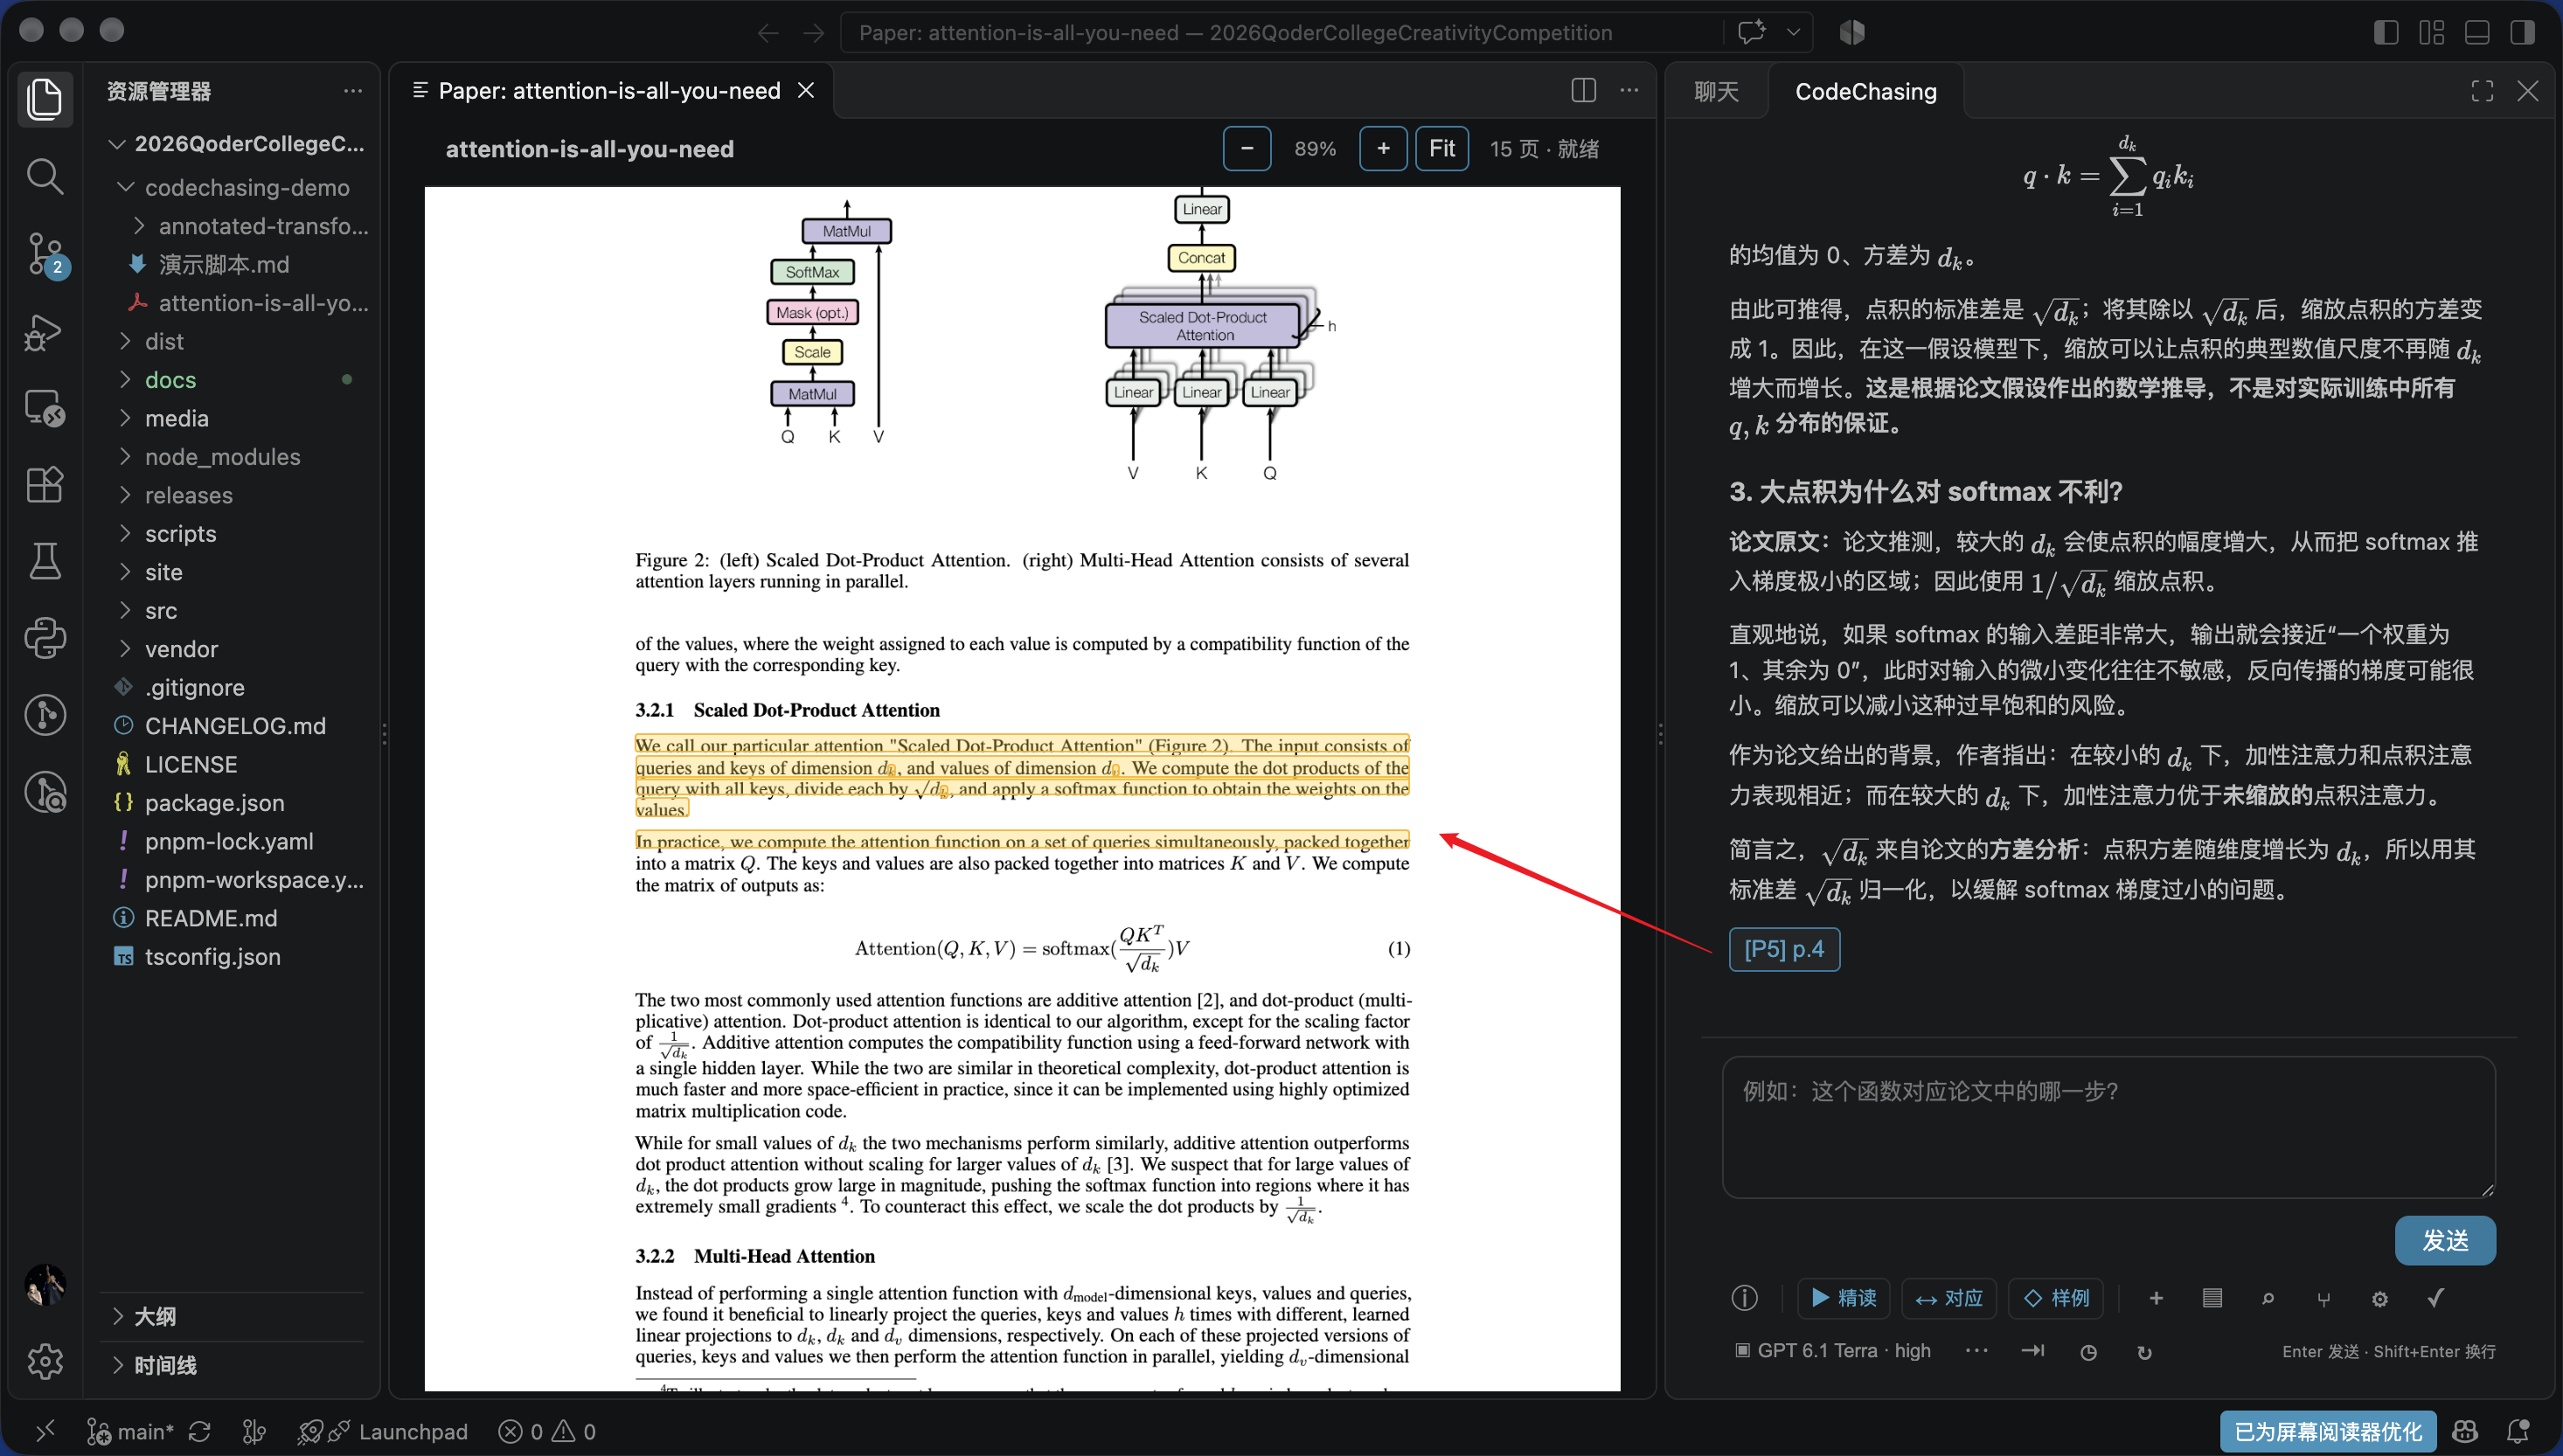 Paper: attention-is-all-you-need — 2026QoderCollegeCreativityCompetition
资源管理器
2026QoderCollegeC...
codechasing-demo
annotated-transfo...
演示脚本.md
attention-is-all-yo...
dist
docs
media
node_modules
releases
scripts
site
src
vendor
.gitignore
CHANGELOG.md
LICENSE
package.json
pnpm-lock.yaml
pnpm-workspace.y...
README.md
tsconfig.json
大纲
时间线
2
Paper: attention-is-all-you-need
attention-is-all-you-need
− 89% + Fit 15 页 · 就绪
MatMul
SoftMax
Mask (opt.)
Scale
MatMul
Q K V
Linear
Concat
Scaled Dot-Product
Attention
h
Linear Linear Linear
V K Q
Figure 2: (left) Scaled Dot-Product Attention. (right) Multi-Head Attention consists of several
attention layers running in parallel.
of the values, where the weight assigned to each value is computed by a compatibility function of the
query with the corresponding key.
3.2.1 Scaled Dot-Product Attention
We call our particular attention "Scaled Dot-Product Attention" (Figure 2). The input consists of
queries and keys of dimension dk, and values of dimension dv. We compute the dot products of the
query with all keys, divide each by √dk, and apply a softmax function to obtain the weights on the
values.
In practice, we compute the attention function on a set of queries simultaneously, packed together
into a matrix Q. The keys and values are also packed together into matrices K and V. We compute
the matrix of outputs as:
Attention(Q, K, V) = softmax(QK^T/√dk)V (1)
The two most commonly used attention functions are additive attention [2], and dot-product (multi-
plicative) attention. Dot-product attention is identical to our algorithm, except for the scaling factor
of 1/√dk. Additive attention computes the compatibility function using a feed-forward network with
a single hidden layer. While the two are similar in theoretical complexity, dot-product attention is
much faster and more space-efficient in practice, since it can be implemented using highly optimized
matrix multiplication code.
While for small values of dk the two mechanisms perform similarly, additive attention outperforms
dot product attention without scaling for larger values of dk [3]. We suspect that for large values of
dk, the dot products grow large in magnitude, pushing the softmax function into regions where it has
extremely small gradients 4. To counteract this effect, we scale the dot products by 1/√dk.
3.2.2 Multi-Head Attention
Instead of performing a single attention function with dmodel-dimensional keys, values and queries,
we found it beneficial to linearly project the queries, keys and values h times with different, learned
linear projections to dk, dk and dv dimensions, respectively. On each of these projected versions of
queries, keys and values we then perform the attention function in parallel, yielding dv-dimensional
聊天 CodeChasing
q · k = ∑_{i=1}^{dk} qiki
的均值为 0、方差为 dk。
由此可推得，点积的标准差是 √dk；将其除以 √dk 后，缩放点积的方差变
成 1。因此，在这一假设模型下，缩放可以让点积的典型数值尺度不再随 dk
增大而增长。这是根据论文假设作出的数学推导，不是对实际训练中所有
q, k 分布的保证。
3. 大点积为什么对 softmax 不利？
论文原文：论文推测，较大的 dk 会使点积的幅度增大，从而把 softmax 推
入梯度极小的区域；因此使用 1/√dk 缩放点积。
直观地说，如果 softmax 的输入差距非常大，输出就会接近“一个权重为
1、其余为 0”，此时对输入的微小变化往往不敏感，反向传播的梯度可能很
小。缩放可以减小这种过早饱和的风险。
作为论文给出的背景，作者指出：在较小的 dk 下，加性注意力和点积注意
力表现相近；而在较大的 dk 下，加性注意力优于未缩放的点积注意力。
简言之，√dk 来自论文的方差分析：点积方差随维度增长为 dk，所以用其
标准差 √dk 归一化，以缓解 softmax 梯度过小的问题。
[P5] p.4
例如：这个函数对应论文中的哪一步？
发送
精读 对应 样例
GPT 6.1 Terra · high
Enter 发送 · Shift+Enter 换行
main* Launchpad 0 0
已为屏幕阅读器优化